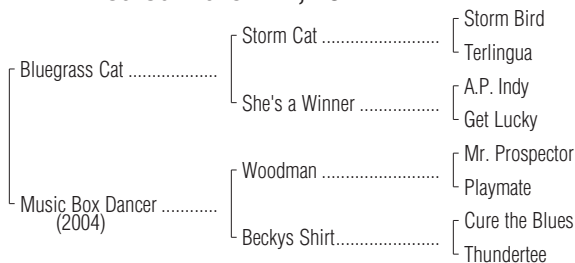 Storm Bird
Storm Cat ........................
Terlingua
Bluegrass Cat ..................
A.P. Indy
She's a Winner ................
Get Lucky
Mr. Prospector
Woodman ........................
Playmate
Music Box Dancer ...........
(2004)
Cure the Blues
Beckys Shirt.....................
Thundertee